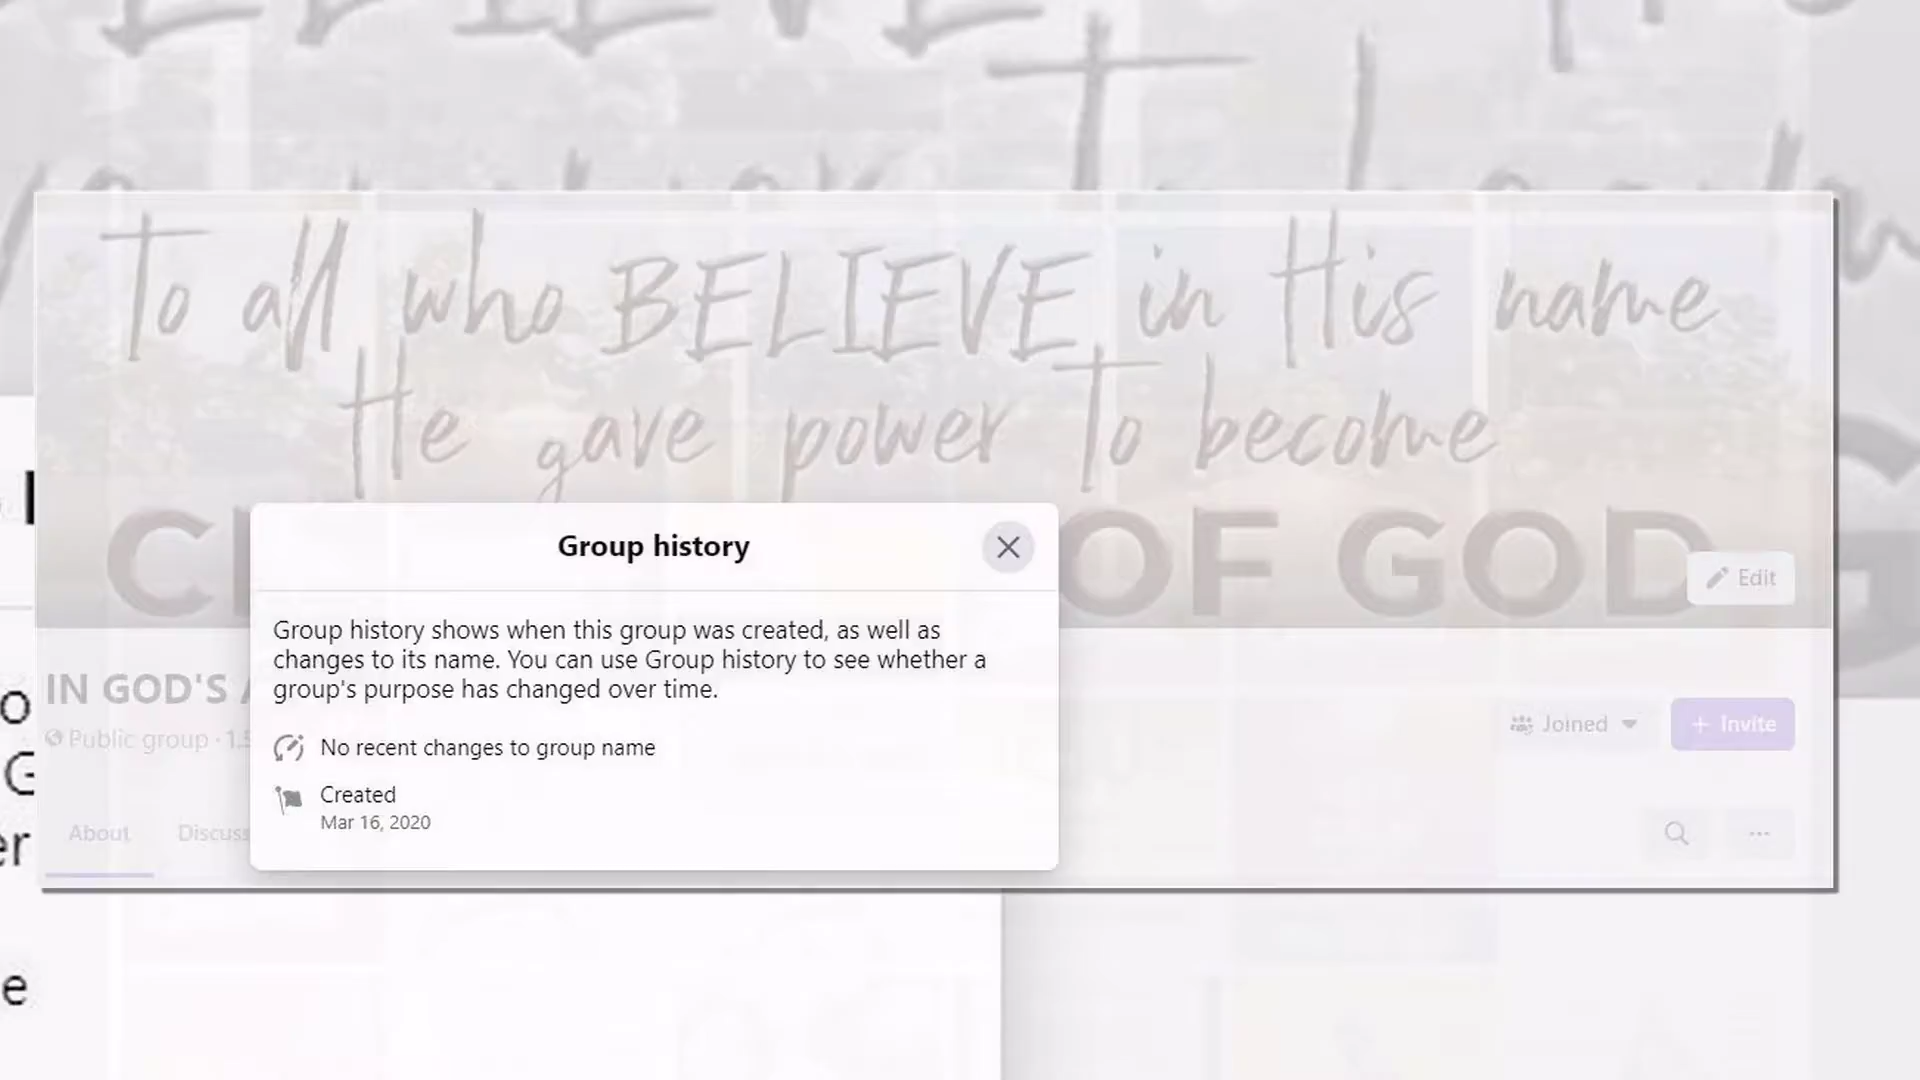 To all who BELIEVE in His name
He gave power to become
OF GOD
Edit
Group history
Group history shows when this group was created, as well as
changes to its name. You can use Group history to see whether a
group's purpose has changed over time.
No recent changes to group name
Created
Mar 16, 2020
IN GOD'S
Public group ·
Joined
+ Invite
About